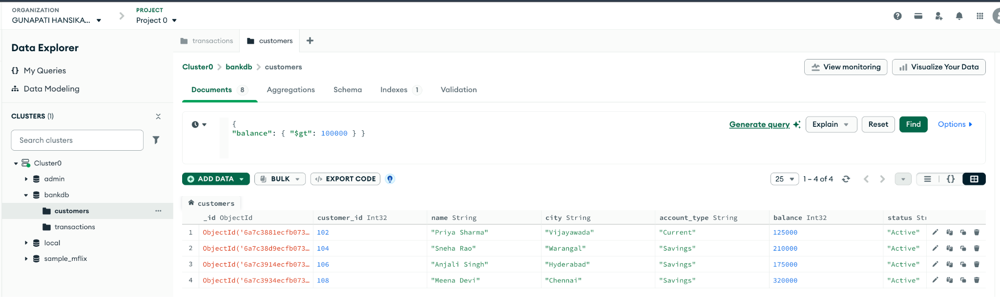 ORGANIZATION
GUNAPATI HANSIKA...
PROJECT
Project 0
Data Explorer
My Queries
Data Modeling
CLUSTERS (1)
Search clusters
Cluster0
admin
bankdb
customers
transactions
local
sample_mflix
transactions
customers
Cluster0 > bankdb > customers
View monitoring
Visualize Your Data
Documents 8
Aggregations
Schema
Indexes 1
Validation
{
"balance": { "$gt": 100000 } }
Generate query
Explain
Reset
Find
Options
ADD DATA
BULK
EXPORT CODE
25
1 – 4 of 4
customers
_id ObjectId customer_id Int32 name String city String account_type String balance Int32 status Str
1 ObjectId('6a7c3881ecfb073… 102 "Priya Sharma" "Vijayawada" "Current" 125000 "Active"
2 ObjectId('6a7c38d9ecfb073… 104 "Sneha Rao" "Warangal" "Savings" 210000 "Active"
3 ObjectId('6a7c3914ecfb073… 106 "Anjali Singh" "Hyderabad" "Savings" 175000 "Active"
4 ObjectId('6a7c3934ecfb073… 108 "Meena Devi" "Chennai" "Savings" 320000 "Active"